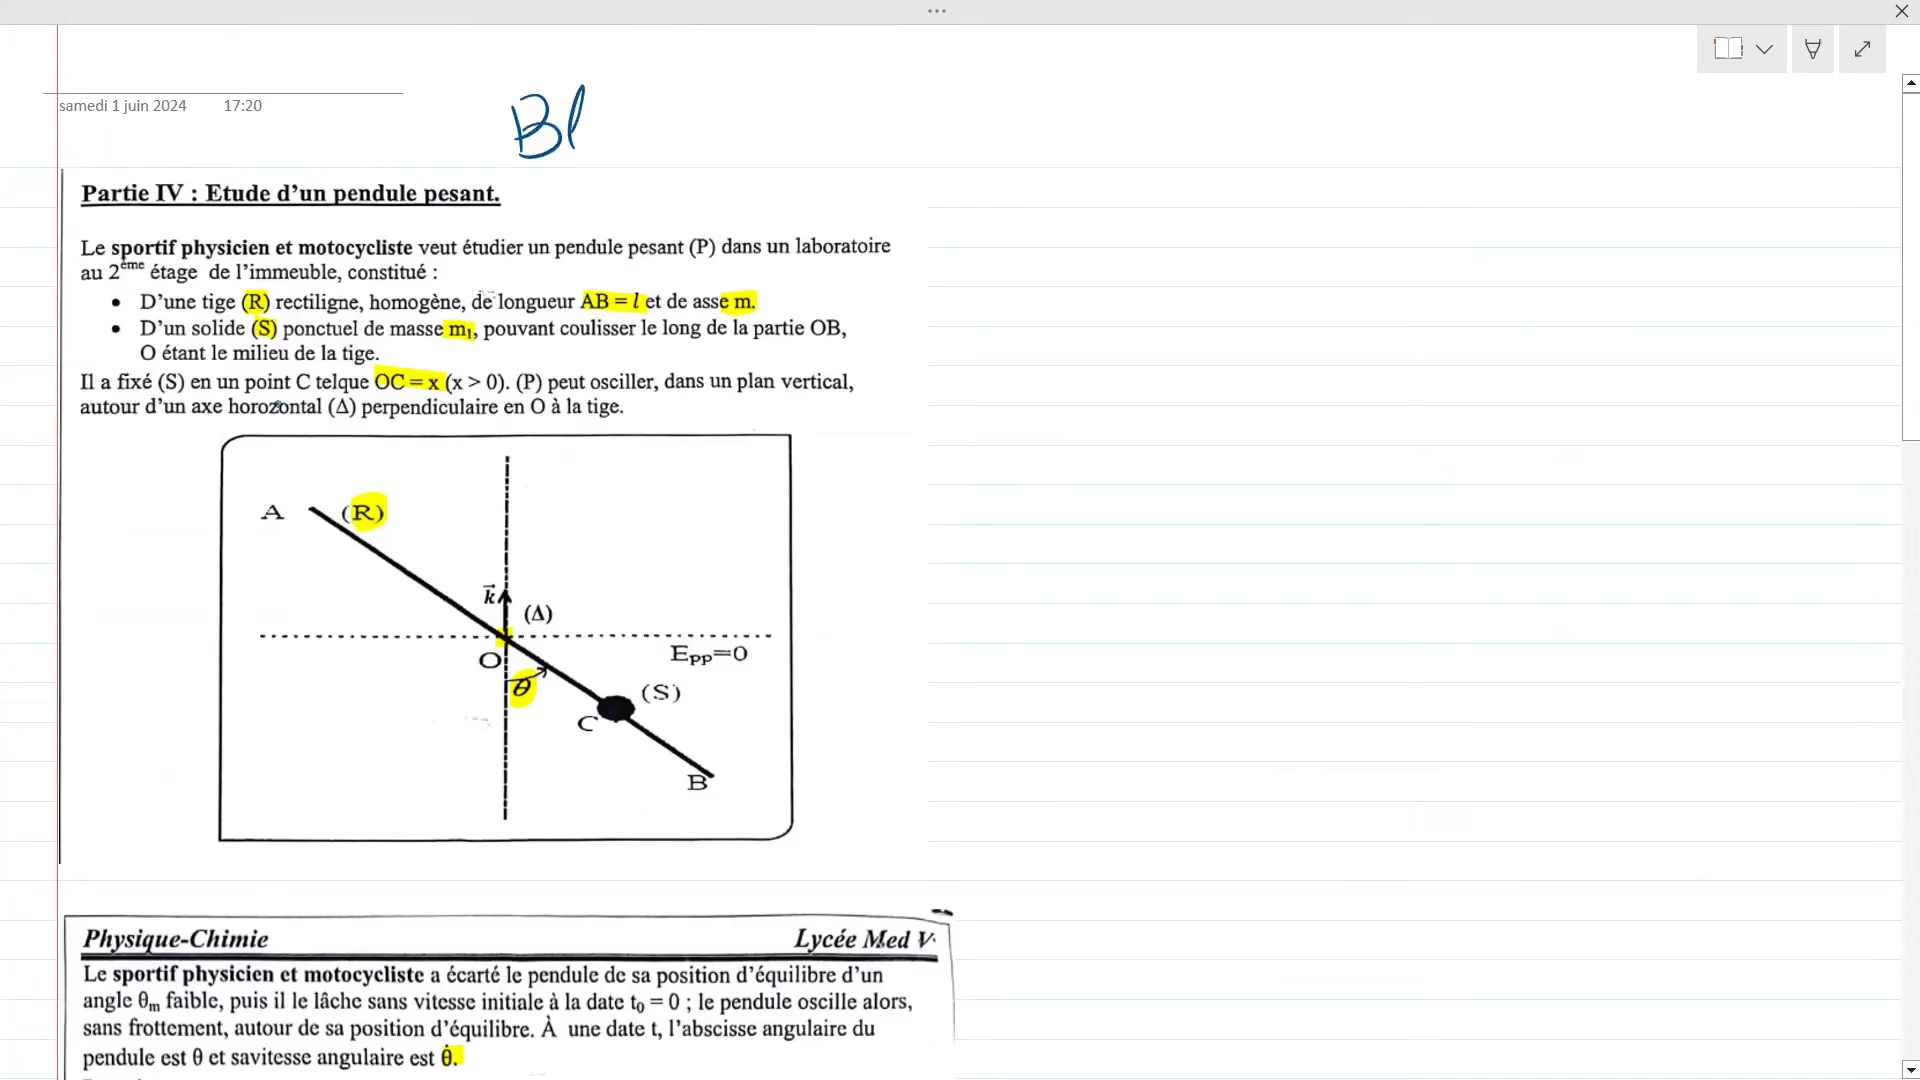 samedi 1 juin 2024 17:20
Bl
Partie IV : Etude d’un pendule pesant.
Le sportif physicien et motocycliste veut étudier un pendule pesant (P) dans un laboratoire
au 2ème étage de l’immeuble, constitué :
• D’une tige (R) rectiligne, homogène, de longueur AB = l et de asse m.
• D’un solide (S) ponctuel de masse m₁, pouvant coulisser le long de la partie OB,
O étant le milieu de la tige.
Il a fixé (S) en un point C telque OC = x (x > 0). (P) peut osciller, dans un plan vertical,
autour d’un axe horozontal (Δ) perpendiculaire en O à la tige.
A (R)
k⃗ (Δ)
O
Epp=0
θ
(S)
C
B
Physique-Chimie Lycée Med V.
Le sportif physicien et motocycliste a écarté le pendule de sa position d’équilibre d’un
angle θm faible, puis il le lâche sans vitesse initiale à la date t₀ = 0 ; le pendule oscille alors,
sans frottement, autour de sa position d’équilibre. À une date t, l’abscisse angulaire du
pendule est θ et savitesse angulaire est θ̇.